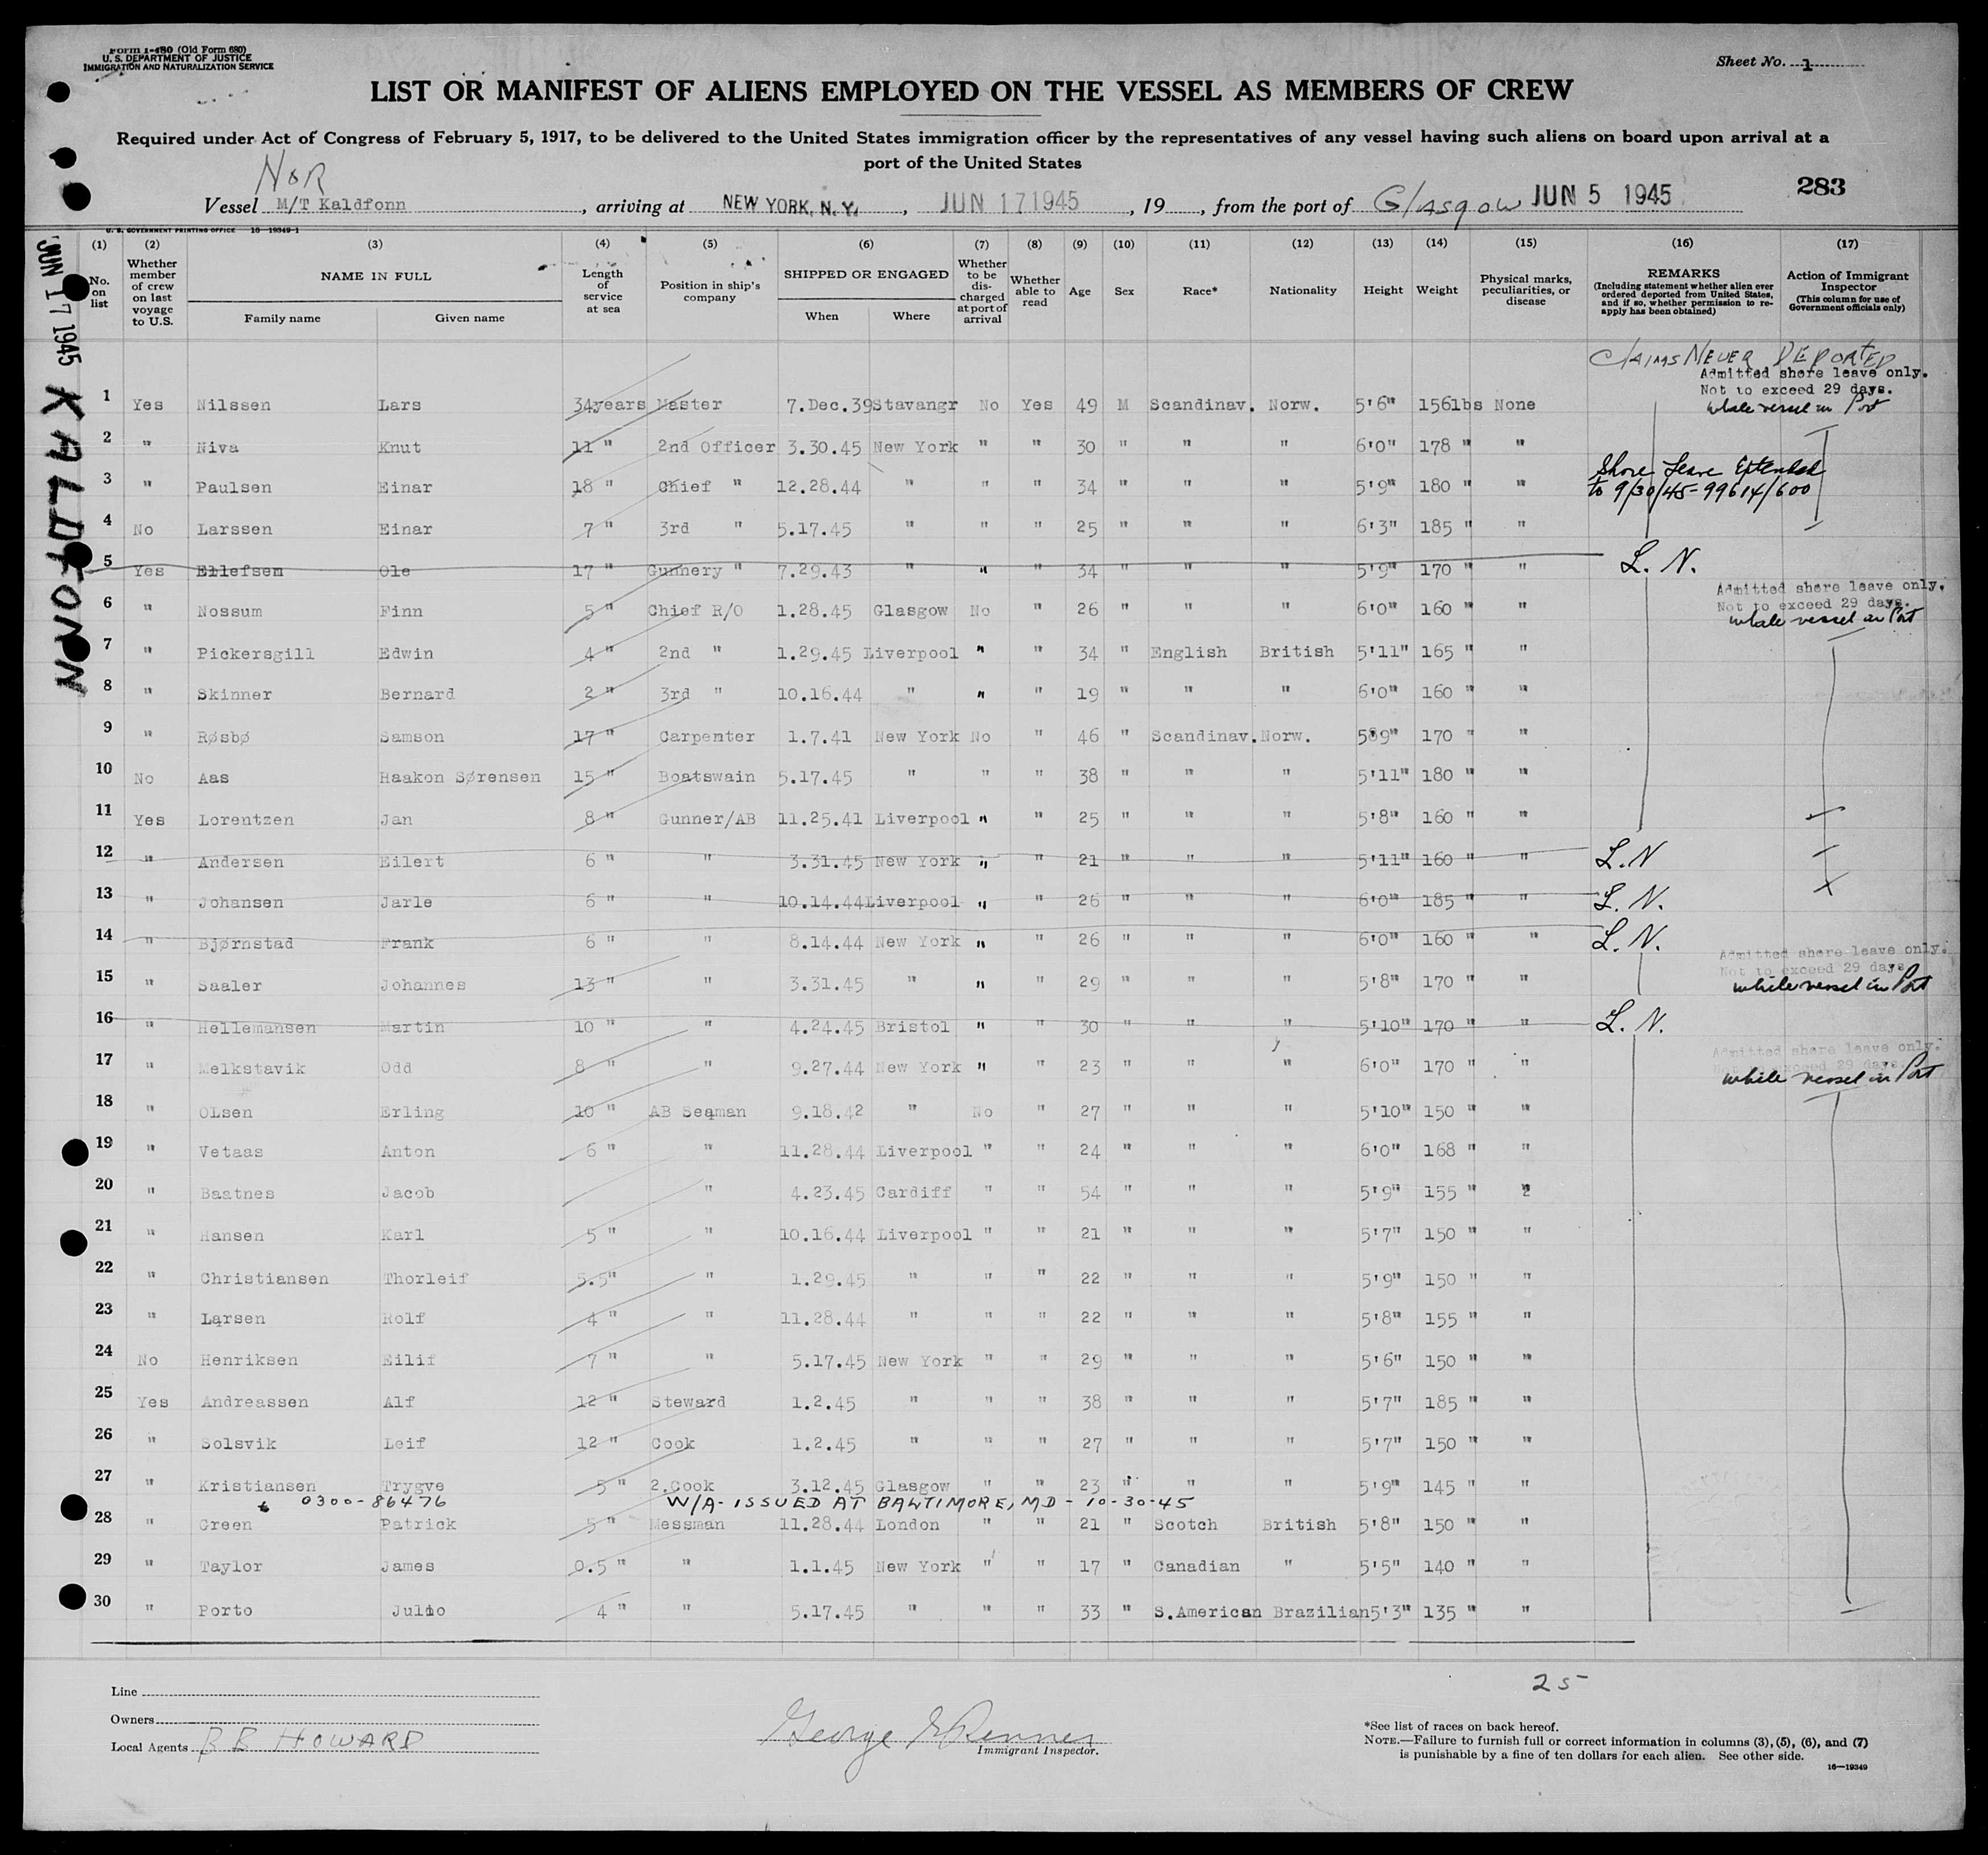 Form I-480 (Old Form 680)
U. S. DEPARTMENT OF JUSTICE
IMMIGRATION AND NATURALIZATION SERVICE
Sheet No. 1
LIST OR MANIFEST OF ALIENS EMPLOYED ON THE VESSEL AS MEMBERS OF CREW
Required under Act of Congress of February 5, 1917, to be delivered to the United States immigration officer by the representatives of any vessel having such aliens on board upon arrival at a
port of the United States
NOR
283
Vessel M/T Kaldfonn, arriving at NEW YORK, N. Y., JUN 17 1945, 19, from the port of Glasgow JUN 5 1945
U. S. GOVERNMENT PRINTING OFFICE 16-19349-1
JUN 17 1945 KALDFONN
(1) (2) (3) (4) (5) (6) (7) (8) (9) (10) (11) (12) (13) (14) (15) (16) (17)
No. on list
Whether member of crew on last voyage to U.S.
NAME IN FULL
Family name Given name
Length of service at sea
Position in ship's company
SHIPPED OR ENGAGED
When Where
Whether to be discharged at port of arrival
Whether able to read
Age
Sex
Race*
Nationality
Height
Weight
Physical marks, peculiarities, or disease
REMARKS
(Including statement whether alien ever ordered deported from United States, and if so, whether permission to re-apply has been obtained)
Action of Immigrant Inspector
(This column for use of Government officials only)
Claims NEVER DEPORTED
Admitted shore leave only.
Not to exceed 29 days.
while vessel in Port
1 Yes Nilssen Lars 34years Master 7.Dec.39 Stavangr No Yes 49 M Scandinav. Norw. 5'6" 156lbs None
2 " Niva Knut 11 " 2nd Officer 3.30.45 New York " " 30 " " " 6'0" 178 " "
3 " Paulsen Einar 18 " Chief " 12.28.44 " " " 34 " " " 5'9" 180 " "
Shore Leave Extended
to 9/30/45-99614/600
4 No Larssen Einar 7 " 3rd " 5.17.45 " " " 25 " " " 6'3" 185 " "
5 Yes Ellefsen Ole 17 " Gunnery " 7.29.43 " " " 34 " " " 5'9" 170 " " L. N.
Admitted shore leave only.
Not to exceed 29 days.
while vessel in Port
6 " Nossum Finn 5 " Chief R/O 1.28.45 Glasgow No " 26 " " " 6'0" 160 " "
7 " Pickersgill Edwin 4 " 2nd " 1.29.45 Liverpool " " 34 " English British 5'11" 165 " "
8 " Skinner Bernard 2 " 3rd " 10.16.44 " " " 19 " " " 6'0" 160 " "
9 " Røsbø Samson 17 " Carpenter 1.7.41 New York No " 46 " Scandinav. Norw. 5'9" 170 " "
10 No Aas Haakon Sørensen 15 " Boatswain 5.17.45 " " " 38 " " " 5'11" 180 " "
11 Yes Lorentzen Jan 8 " Gunner/AB 11.25.41 Liverpool " " 25 " " " 5'8" 160 " "
12 " Andersen Eilert 6 " " 3.31.45 New York " " 21 " " " 5'11" 160 " " L.N
13 " Johansen Jarle 6 " " 10.14.44 Liverpool " " 26 " " " 6'0" 185 " " L. N.
14 " Bjørnstad Frank 6 " " 8.14.44 New York " " 26 " " " 6'0" 160 " " L. N.
Admitted shore leave only.
Not to exceed 29 days.
while vessel in Port
15 " Saaler Johannes 13 " " 3.31.45 " " " 29 " " " 5'8" 170 " "
16 " Hellemansen Martin 10 " " 4.24.45 Bristol " " 30 " " " 5'10" 170 " " L. N.
Admitted shore leave only.
Not to exceed 29 days.
while vessel in Port
17 " Melkstavik Odd 8 " " 9.27.44 New York " " 23 " " " 6'0" 170 " "
18 " OLsen Erling 10 " AB Seaman 9.18.42 " No " 27 " " " 5'10" 150 " "
19 " Vetaas Anton 6 " " 11.28.44 Liverpool " " 24 " " " 6'0" 168 " "
20 " Baatnes Jacob " 4.23.45 Cardiff " " 54 " " " 5'9" 155 " "
21 " Hansen Karl 5 " " 10.16.44 Liverpool " " 21 " " " 5'7" 150 " "
22 " Christiansen Thorleif 5.5" " 1.29.45 " " " 22 " " " 5'9" 150 " "
23 " Larsen Rolf 4 " " 11.28.44 " " " 22 " " " 5'8" 155 " "
24 No Henriksen Eilif 7 " " 5.17.45 New York " " 29 " " " 5'6" 150 " "
25 Yes Andreassen Alf 12 " Steward 1.2.45 " " " 38 " " " 5'7" 185 " "
26 " Solsvik Leif 12 " Cook 1.2.45 " " " 27 " " " 5'7" 150 " "
27 " Kristiansen Trygve 5 " 2.Cook 3.12.45 Glasgow " " 23 " " " 5'9" 145 " "
0300-86476 W/A- ISSUED AT BALTIMORE, MD - 10-30-45
28 " Green Patrick 5 " Messman 11.28.44 London " " 21 " Scotch British 5'8" 150 " "
29 " Taylor James 0.5 " " 1.1.45 New York " " 17 " Canadian " 5'5" 140 " "
30 " Porto Julio 4 " " 5.17.45 " " " 33 " S.American Brazilian 5'3" 135 " "
25
Line
Owners
Local Agents B B HOWARD
George E Renner
Immigrant Inspector.
*See list of races on back hereof.
NOTE.—Failure to furnish full or correct information in columns (3), (5), (6), and (7)
is punishable by a fine of ten dollars for each alien. See other side.
16—19349